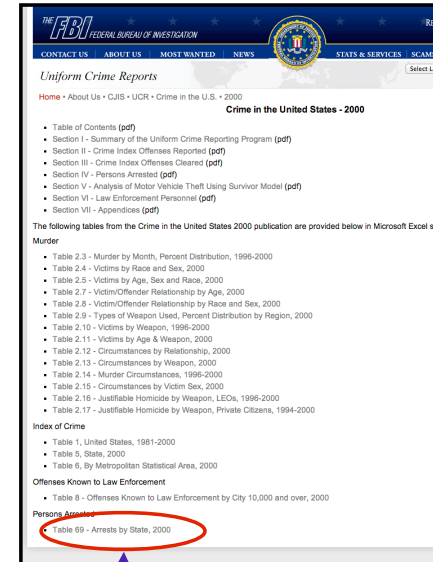 THE FBI FEDERAL BUREAU OF INVESTIGATION
CONTACT US | ABOUT US | MOST WANTED | NEWS | STATS & SERVICES | SCAMS
Uniform Crime Reports
Select L
Home • About Us • CJIS • UCR • Crime in the U.S. • 2000
Crime in the United States - 2000
Table of Contents (pdf)
Section I - Summary of the Uniform Crime Reporting Program (pdf)
Section II - Crime Index Offenses Reported (pdf)
Section III - Crime Index Offenses Cleared (pdf)
Section IV - Persons Arrested (pdf)
Section V - Analysis of Motor Vehicle Theft Using Survivor Model (pdf)
Section VI - Law Enforcement Personnel (pdf)
Section VII - Appendices (pdf)
The following tables from the Crime in the United States 2000 publication are provided below in Microsoft Excel s
Murder
Table 2.3 - Murder by Month, Percent Distribution, 1996-2000
Table 2.4 - Victims by Race and Sex, 2000
Table 2.5 - Victims by Age, Sex and Race, 2000
Table 2.7 - Victim/Offender Relationship by Age, 2000
Table 2.8 - Victim/Offender Relationship by Race and Sex, 2000
Table 2.9 - Types of Weapon Used, Percent Distribution by Region, 2000
Table 2.10 - Victims by Weapon, 1996-2000
Table 2.11 - Victims by Age & Weapon, 2000
Table 2.12 - Circumstances by Relationship, 2000
Table 2.13 - Circumstances by Weapon, 2000
Table 2.14 - Murder Circumstances, 1996-2000
Table 2.15 - Circumstances by Victim Sex, 2000
Table 2.16 - Justifiable Homicide by Weapon, LEOs, 1996-2000
Table 2.17 - Justifiable Homicide by Weapon, Private Citizens, 1994-2000
Index of Crime
Table 1, United States, 1981-2000
Table 5, State, 2000
Table 6, By Metropolitan Statistical Area, 2000
Offenses Known to Law Enforcement
Table 8 - Offenses Known to Law Enforcement by City 10,000 and over, 2000
Persons Arrested
Table 69 - Arrests by State, 2000